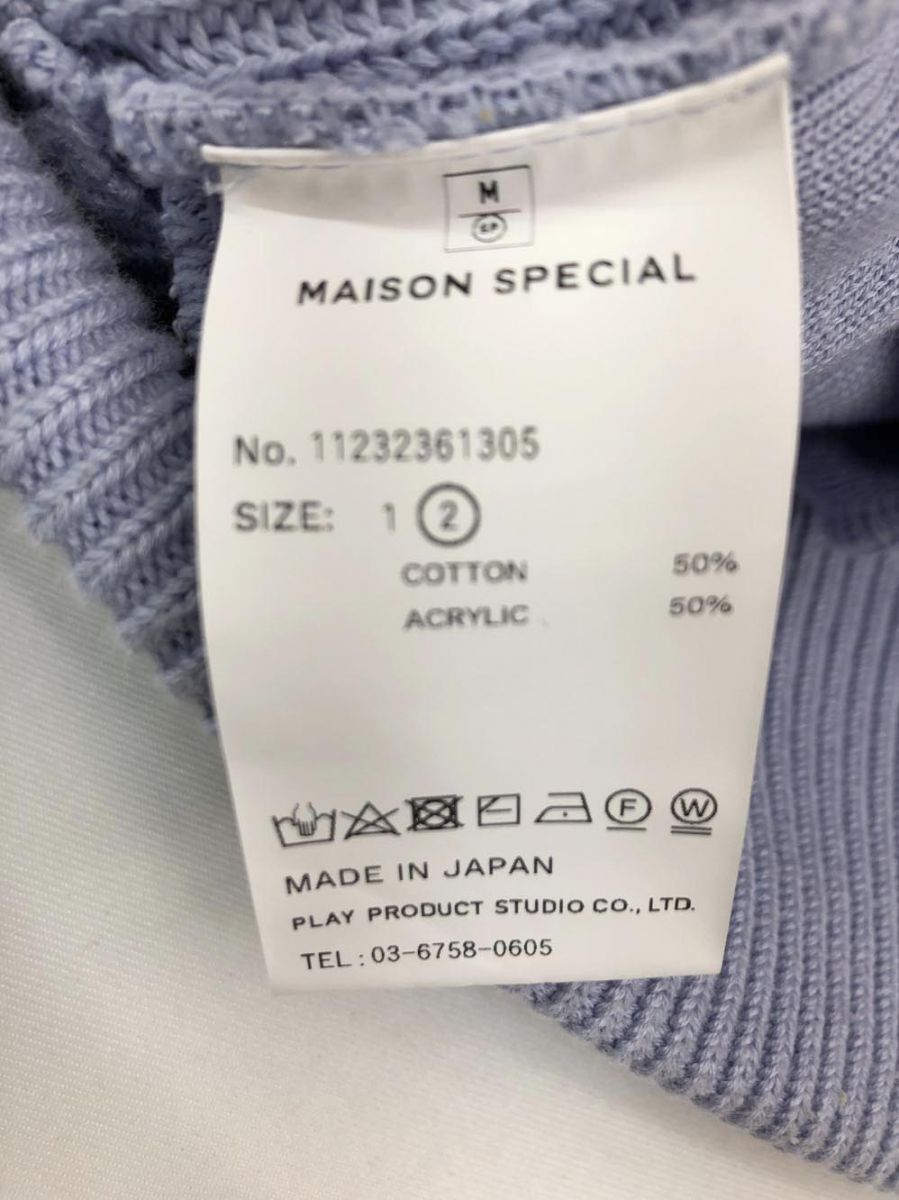 M
SP
MAISON SPECIAL
No. 11232361305
SIZE: 1 2
COTTON 50%
ACRYLIC 50%
F W
MADE IN JAPAN
PLAY PRODUCT STUDIO CO., LTD.
TEL : 03-6758-0605